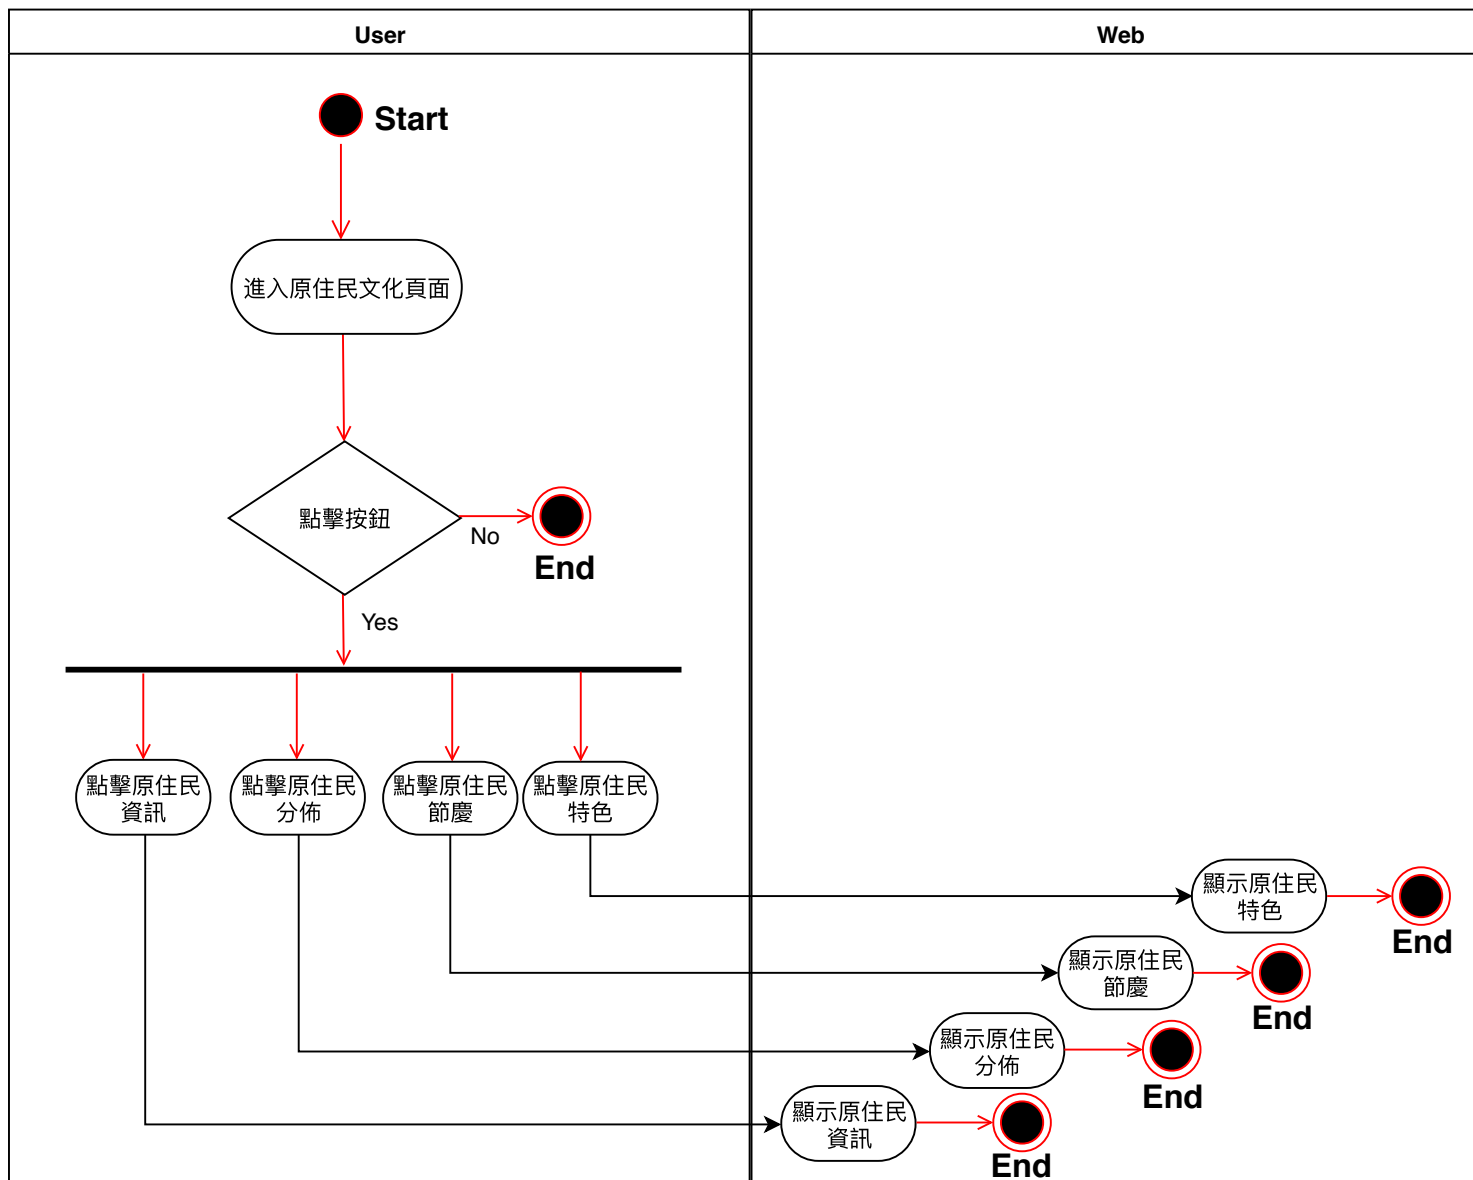 User
Web
Start
進入原住民文化頁面
點擊按鈕
No
End
Yes
點擊原住民
資訊
點擊原住民
分佈
點擊原住民
節慶
點擊原住民
特色
顯示原住民
特色
End
顯示原住民
節慶
End
顯示原住民
分佈
End
顯示原住民
資訊
End